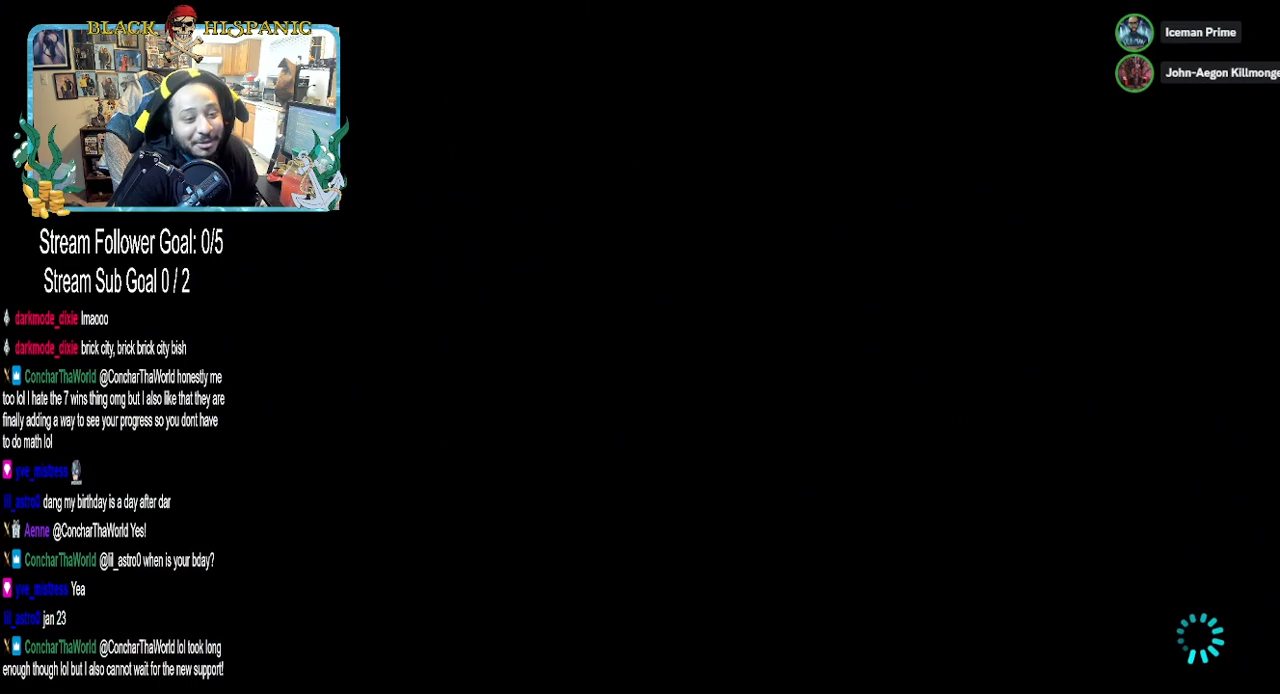 BLACK HISPANIC
Iceman Prime
John-Aegon Killmonge
Stream Follower Goal: 0/5
Stream Sub Goal 0 / 2
darkmode_dixie lmaooo
darkmode_dixie brick city, brick brick city bish
ConcharThaWorld @ConcharThaWorld honestly me
too lol I hate the 7 wins thing omg but I also like that they are
finally adding a way to see your progress so you dont have
to do math lol
yve_mistress
lil_astro0 dang my birthday is a day after dar
Aenne @ConcharThaWorld Yes!
ConcharThaWorld @lil_astro0 when is your bday?
yve_mistress Yea
lil_astro0 jan 23
ConcharThaWorld @ConcharThaWorld lol took long
enough though lol but I also cannot wait for the new support!